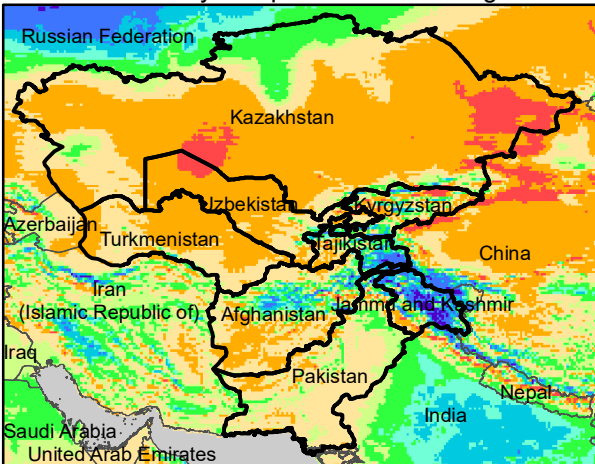 Russian Federation
Kazakhstan
Uzbekistan
Kyrgyzstan
Azerbaijan
Turkmenistan
Tajikistan
China
Iran
(Islamic Republic of)
Afghanistan
Jammu and Kashmir
Iraq
Pakistan
Nepal
India
Saudi Arabia
United Arab Emirates